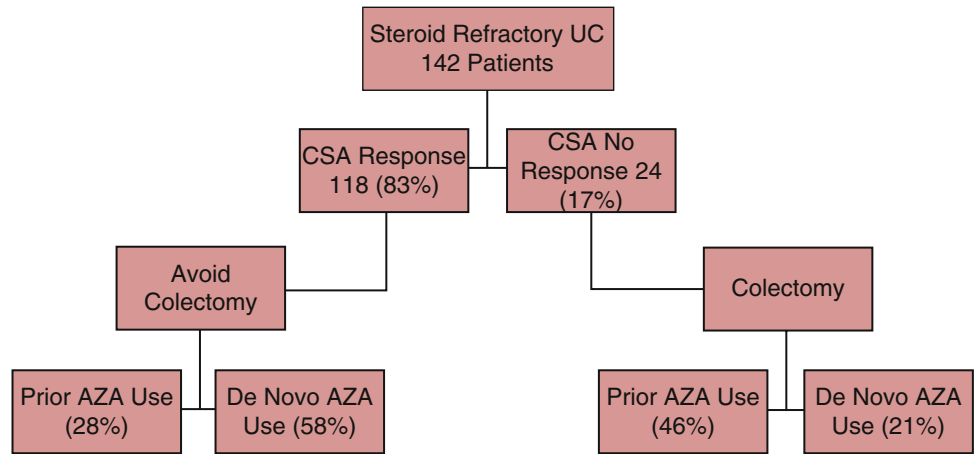 Steroid Refractory UC
142 Patients
CSA Response
118 (83%)
CSA No
Response 24
(17%)
Avoid
Colectomy
Colectomy
Prior AZA Use
(28%)
De Novo AZA
Use (58%)
Prior AZA Use
(46%)
De Novo AZA
Use (21%)